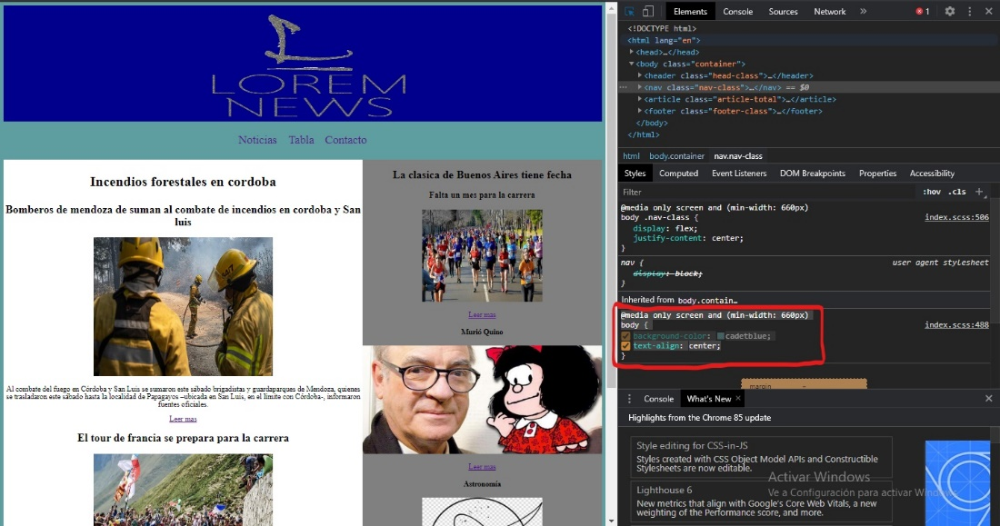 LOREM
NEWS
Noticias Tabla Contacto
Incendios forestales en cordoba
Bomberos de mendoza de suman al combate de incendios en cordoba y San
luis
Al combate del fuego en Córdoba y San Luis se sumaron este sábado brigadistas y guardaparques de Mendoza, quienes
se trasladaron este sábado hasta la localidad de Papagayos –ubicada en San Luis, en el límite con Córdoba-, informaron
fuentes oficiales.
Leer mas
El tour de francia se prepara para la carrera
La clasica de Buenos Aires tiene fecha
Falta un mes para la carrera
Leer mas
Murió Quino
Leer mas
Astronomía
Elements Console Sources Network » 1
<!DOCTYPE html>
<html lang="en">
<head>…</head>
<body class="container">
<header class="head-class">…</header>
<nav class="nav-class">…</nav> == $0
<article class="article-total">…</article>
<footer class="footer-class">…</footer>
</body>
</html>
html body.container nav.nav-class
Styles Computed Event Listeners DOM Breakpoints Properties Accessibility
Filter :hov .cls +
@media only screen and (min-width: 660px)
body .nav-class { index.scss:506
display: flex;
justify-content: center;
}
nav { user agent stylesheet
display: block;
}
Inherited from body.contain…
@media only screen and (min-width: 660px)
body { index.scss:488
background-color: cadetblue;
text-align: center;
}
margin –
Console What's New ×
Highlights from the Chrome 85 update
Style editing for CSS-in-JS
Styles created with CSS Object Model APIs and Constructible
Stylesheets are now editable.
Lighthouse 6
New metrics that align with Google's Core Web Vitals, a new
weighting of the Performance score, and more.
Activar Windows
Ve a Configuración para activar Windows.